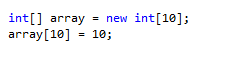 int[] array = new int[10];
array[10] = 10;